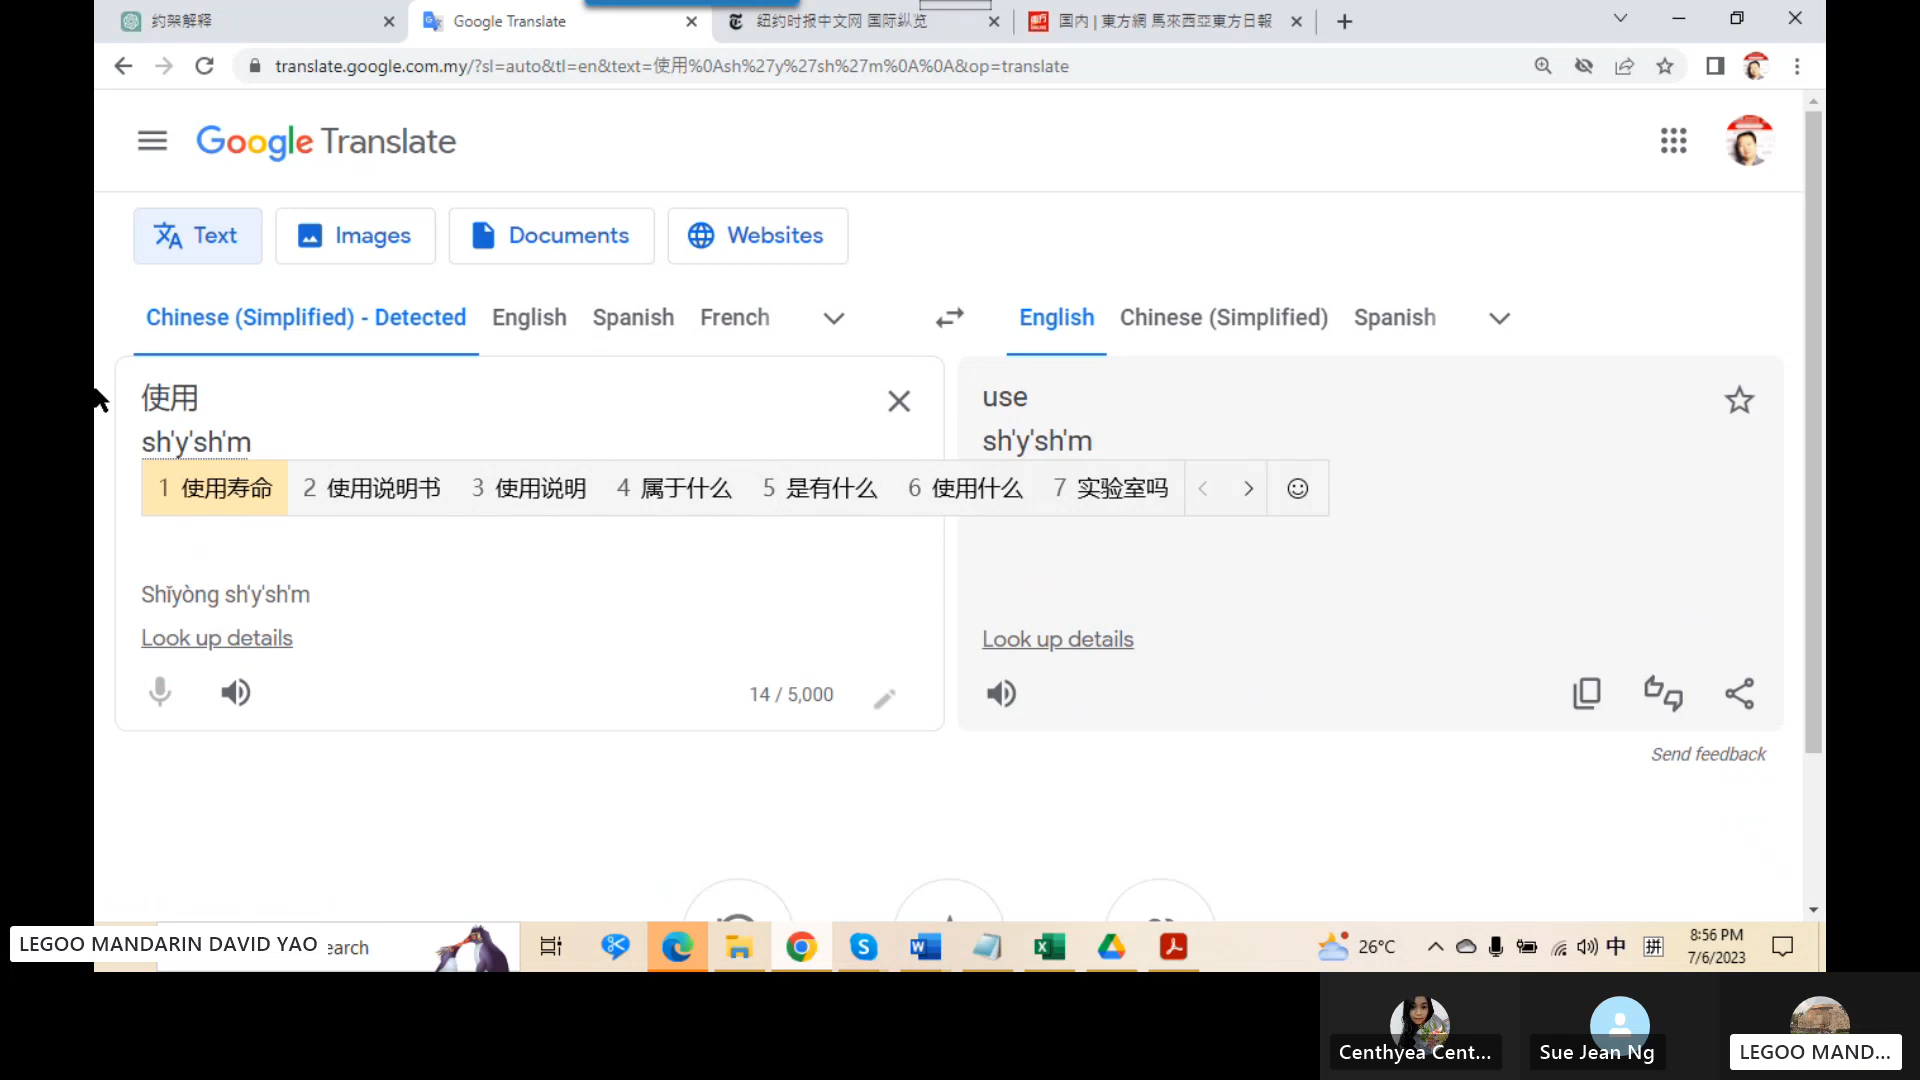 约架解释
Google Translate
紐約时报中文网 国际纵览
国内 | 東方網 馬來西亞東方日報
translate.google.com.my/?sl=auto&tl=en&text=使用%0Ash%27y%27sh%27m%0A%0A&op=translate
Google Translate
Text
Images
Documents
Websites
Chinese (Simplified) - Detected
English
Spanish
French
English
Chinese (Simplified)
Spanish
使用
sh'y'sh'm
use
sh'y'sh'm
1 使用寿命 2 使用说明书 3 使用说明 4 属于什么 5 是有什么 6 使用什么 7 实验室吗
Shǐyòng sh'y'sh'm
Look up details
Look up details
14 / 5,000
Send feedback
LEGOO MANDARIN DAVID YAO
earch
26°C
中
拼
8:56 PM
7/6/2023
Centhyea Cent...
Sue Jean Ng
LEGOO MAND...